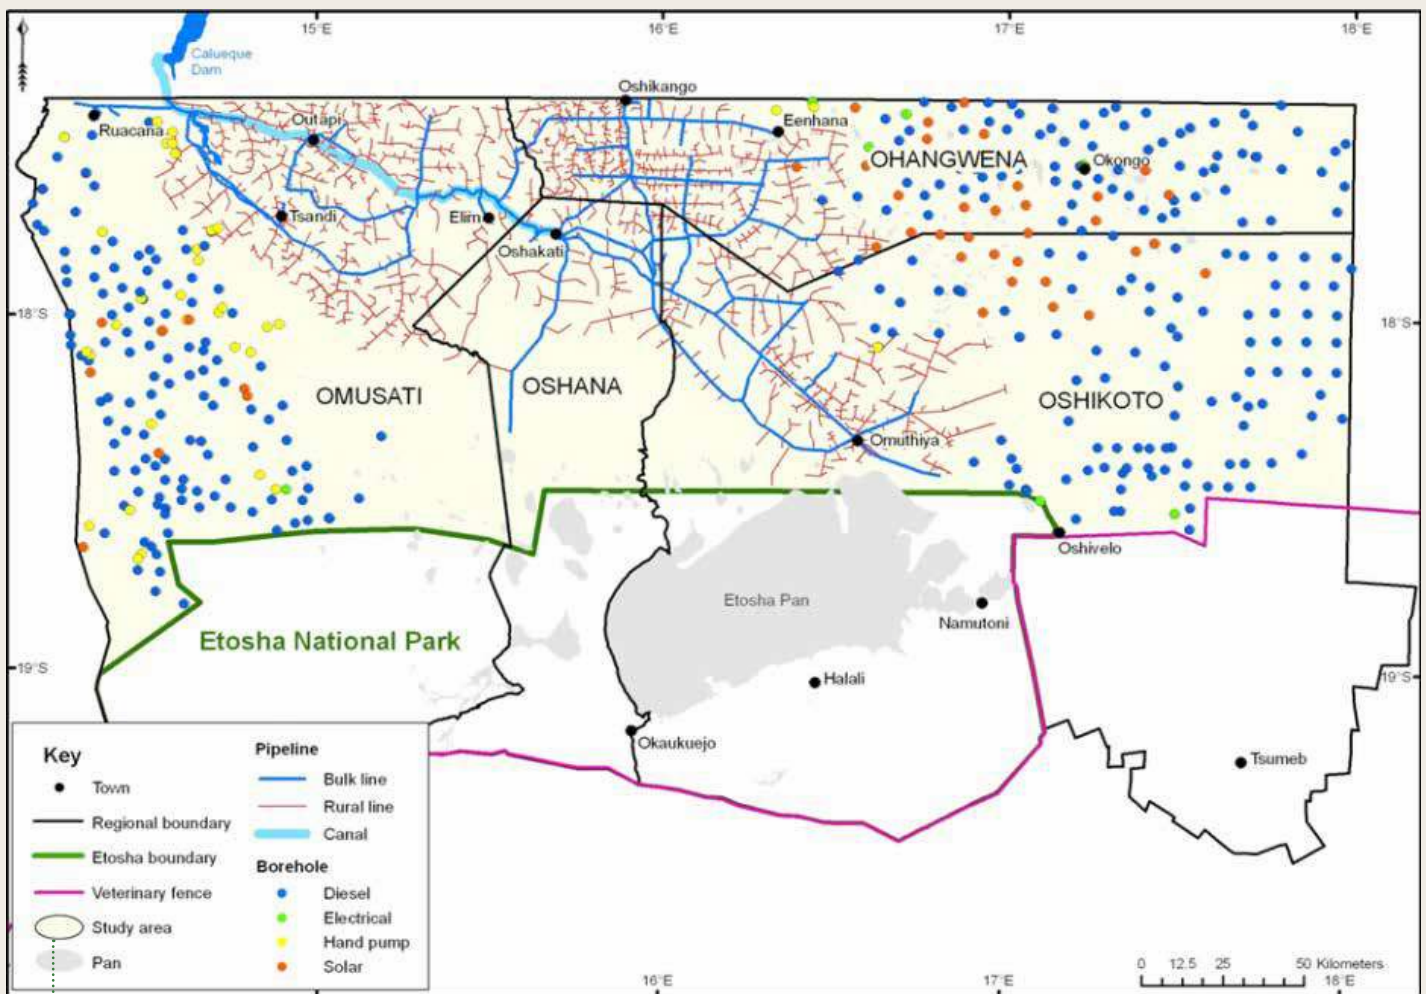 15°E
16°E
17°E
18°E
Calueque
Dam
Oshikango
Ruacana
Outapi
Eenhana
OHANGWENA
Okongo
Tsandi
Elim
Oshakati
18°S
18°S
OMUSATI
OSHANA
OSHIKOTO
Omuthiya
Oshivelo
Etosha Pan
Namutoni
Etosha National Park
19°S
19°S
Halali
Okaukuejo
Tsumeb
Key
Town
Regional boundary
Etosha boundary
Veterinary fence
Study area
Pan
Pipeline
Bulk line
Rural line
Canal
Borehole
Diesel
Electrical
Hand pump
Solar
0 12.5 25 50 Kilometers
16°E
17°E
18°E